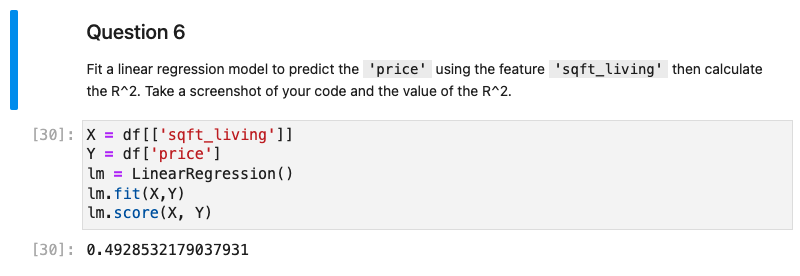 Question 6
Fit a linear regression model to predict the 'price' using the feature 'sqft_living' then calculate
the R^2. Take a screenshot of your code and the value of the R^2.
[30]: X = df[['sqft_living']]
Y = df['price']
lm = LinearRegression()
lm.fit(X,Y)
lm.score(X, Y)
[30]: 0.4928532179037931